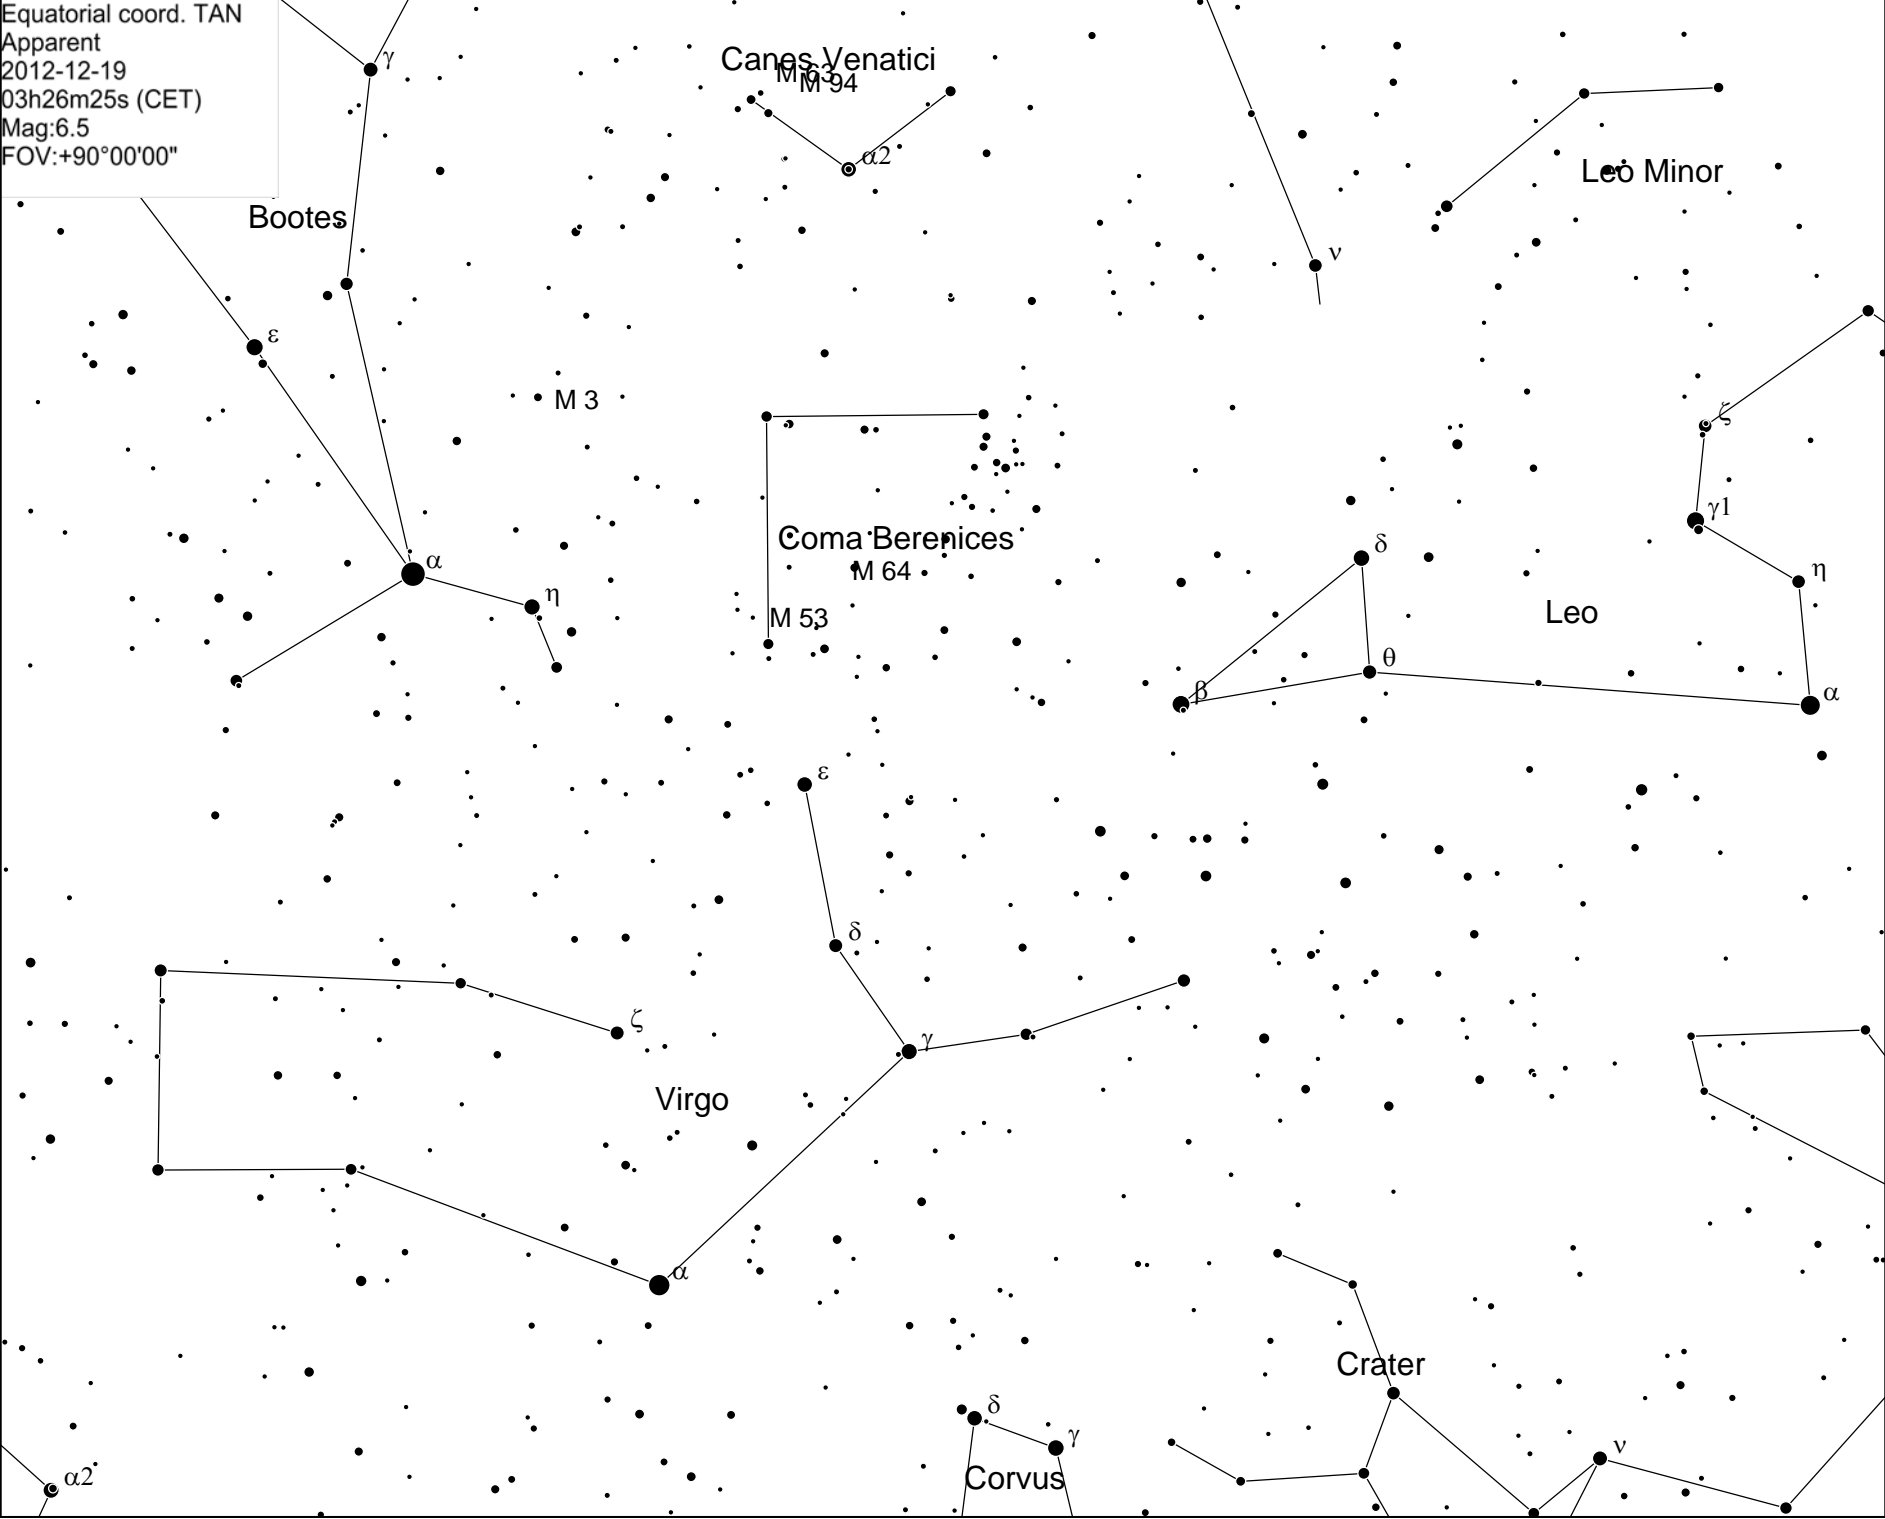 Equatorial coord. TAN
Apparent
2012-12-19
03h26m25s (CET)
Mag:6.5
FOV:+90°00'00"
γ
Canes Venatici
M 63
M 94
α2
Leo Minor
Bootes
ν
ε
M 3
ζ
γ1
Coma Berenices
δ
α
M 64
η
η
Leo
M 53
θ
β
α
ε
δ
ζ
γ
Virgo
α
Crater
δ
γ
ν
α2
Corvus